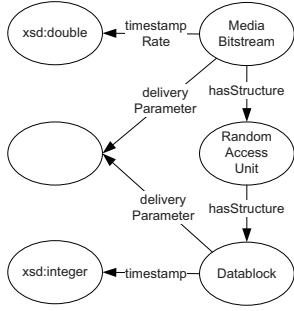 xsd:double
timestamp
Rate
Media
Bitstream
delivery
Parameter
hasStructure
Random
Access
Unit
delivery
Parameter
hasStructure
xsd:integer
timestamp
Datablock